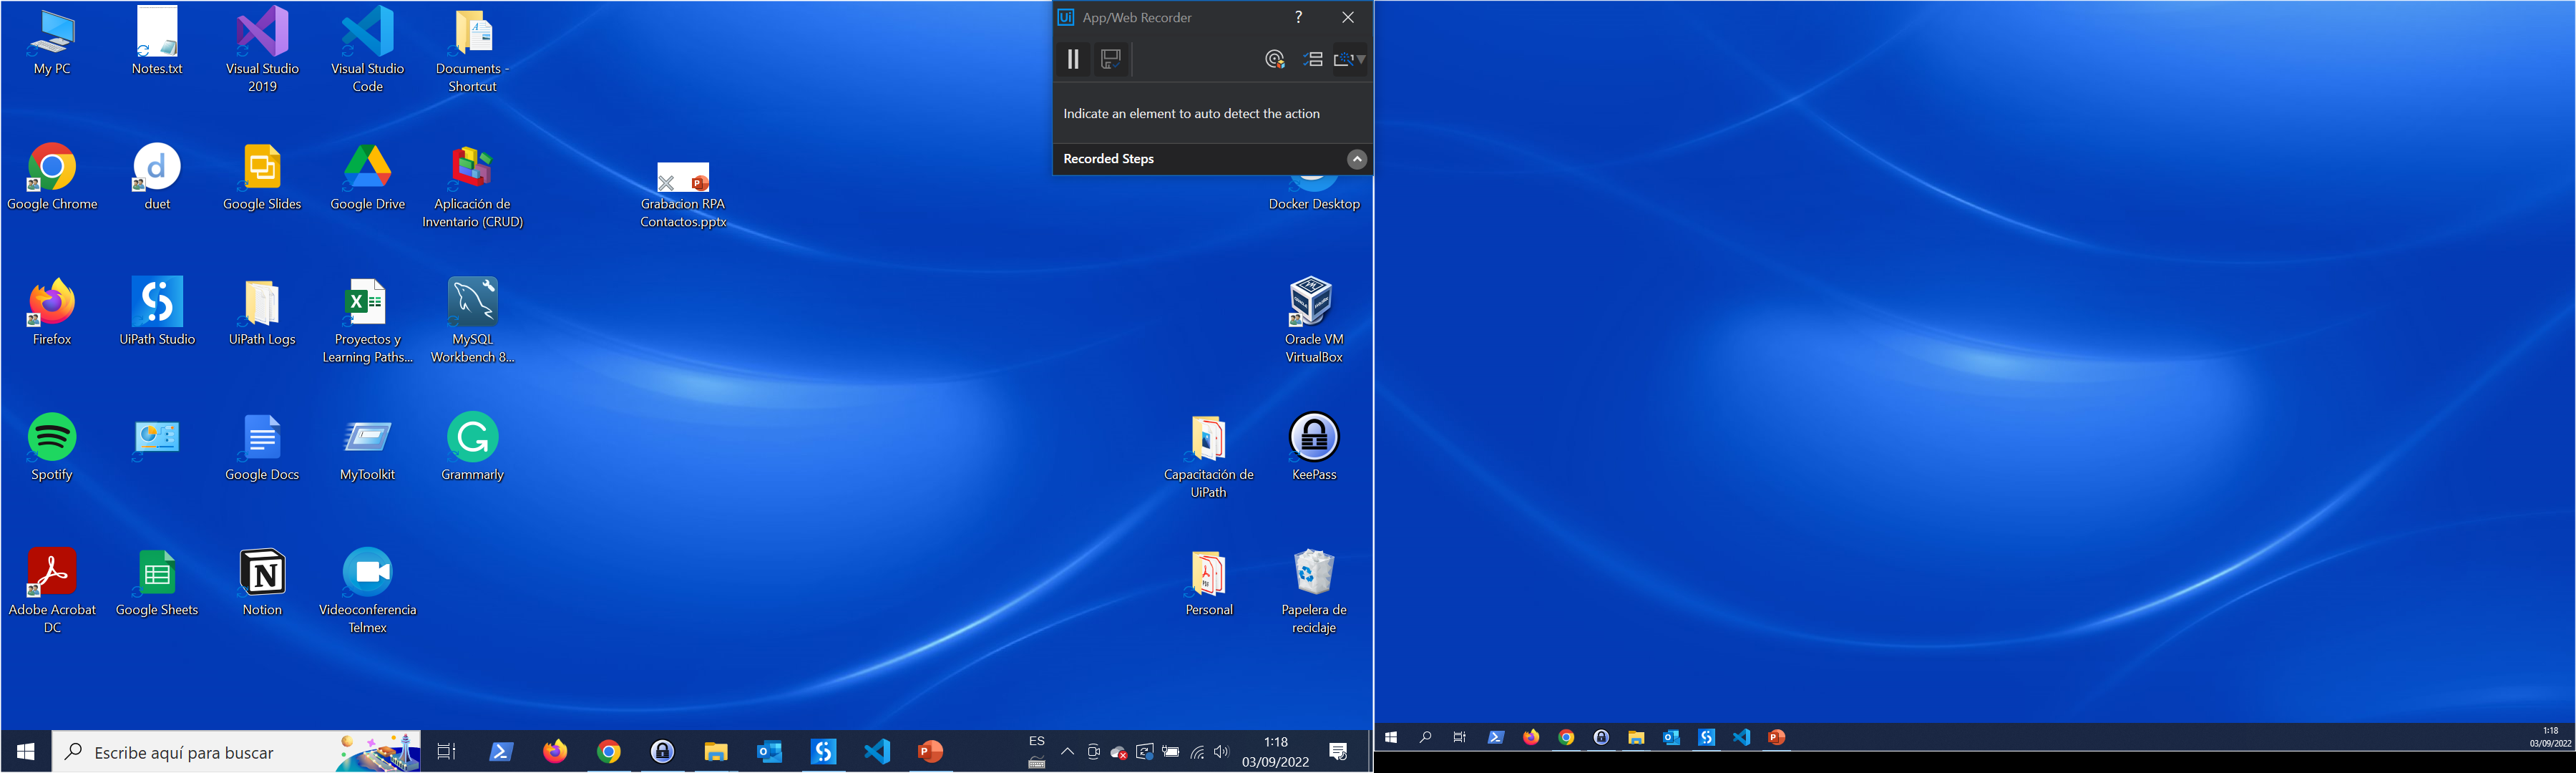 Ui App/Web Recorder ?
Indicate an element to auto detect the action
Recorded Steps
My PC
Notes.txt
Visual Studio
2019
Visual Studio
Code
Documents -
Shortcut
Google Chrome
d
duet
Google Slides
Google Drive
Aplicación de
Inventario (CRUD)
P
Grabacion RPA
Contactos.pptx
Docker Desktop
Firefox
UiPath Studio
UiPath Logs
X
Proyectos y
Learning Paths...
MySQL
Workbench 8...
Oracle VM
VirtualBox
Spotify
Google Docs
MyToolkit
G
Grammarly
Capacitación de
UiPath
KeePass
Adobe Acrobat
DC
Google Sheets
N
Notion
Videoconferencia
Telmex
PDF
Personal
Papelera de
reciclaje
Escribe aquí para buscar
ES
1:18
03/09/2022
1:18
03/09/2022